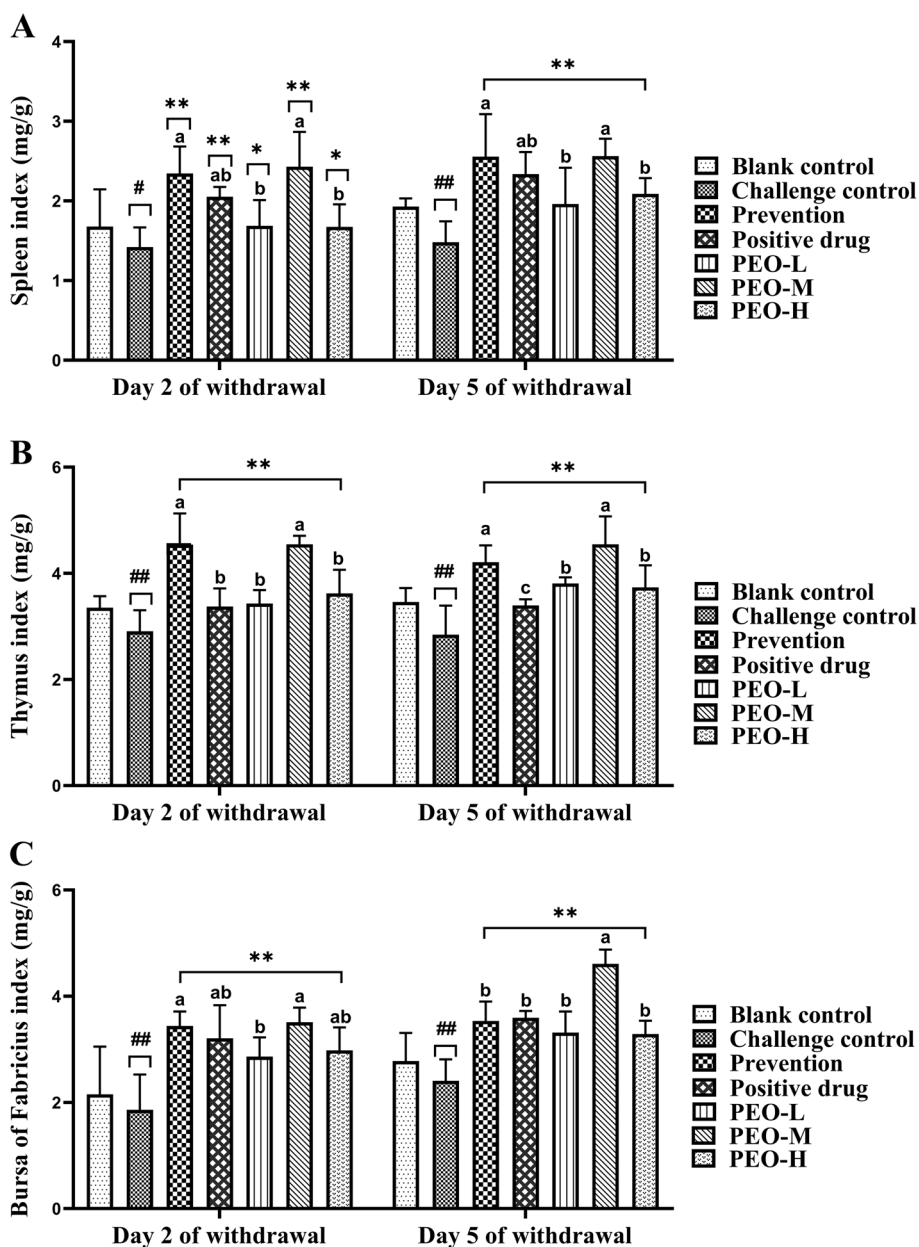 A
Spleen index (mg/g)
4
3
2
1
0
#
**
a
**
ab
*
b
**
a
*
b
##
**
a
ab
b
a
b
Day 2 of withdrawal
Day 5 of withdrawal
Blank control
Challenge control
Prevention
Positive drug
PEO-L
PEO-M
PEO-H
B
Thymus index (mg/g)
6
4
2
0
##
**
a
b
b
a
b
##
**
a
c
b
a
b
Day 2 of withdrawal
Day 5 of withdrawal
Blank control
Challenge control
Prevention
Positive drug
PEO-L
PEO-M
PEO-H
C
Bursa of Fabricius index (mg/g)
6
4
2
0
##
**
a
ab
b
a
ab
##
**
b
b
b
a
b
Day 2 of withdrawal
Day 5 of withdrawal
Blank control
Challenge control
Prevention
Positive drug
PEO-L
PEO-M
PEO-H